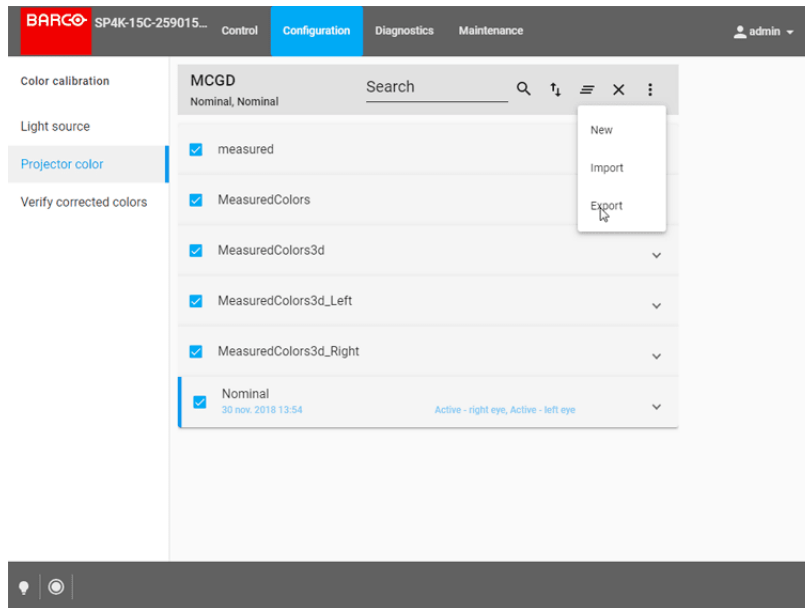 BARCO SP4K-15C-259015... Control Configuration Diagnostics Maintenance admin
Color calibration
Light source
Projector color
Verify corrected colors
MCGD
Nominal, Nominal
Search
New
Import
Export
measured
MeasuredColors
MeasuredColors3d
MeasuredColors3d_Left
MeasuredColors3d_Right
Nominal
30 nov. 2018 13:54 Active - right eye, Active - left eye